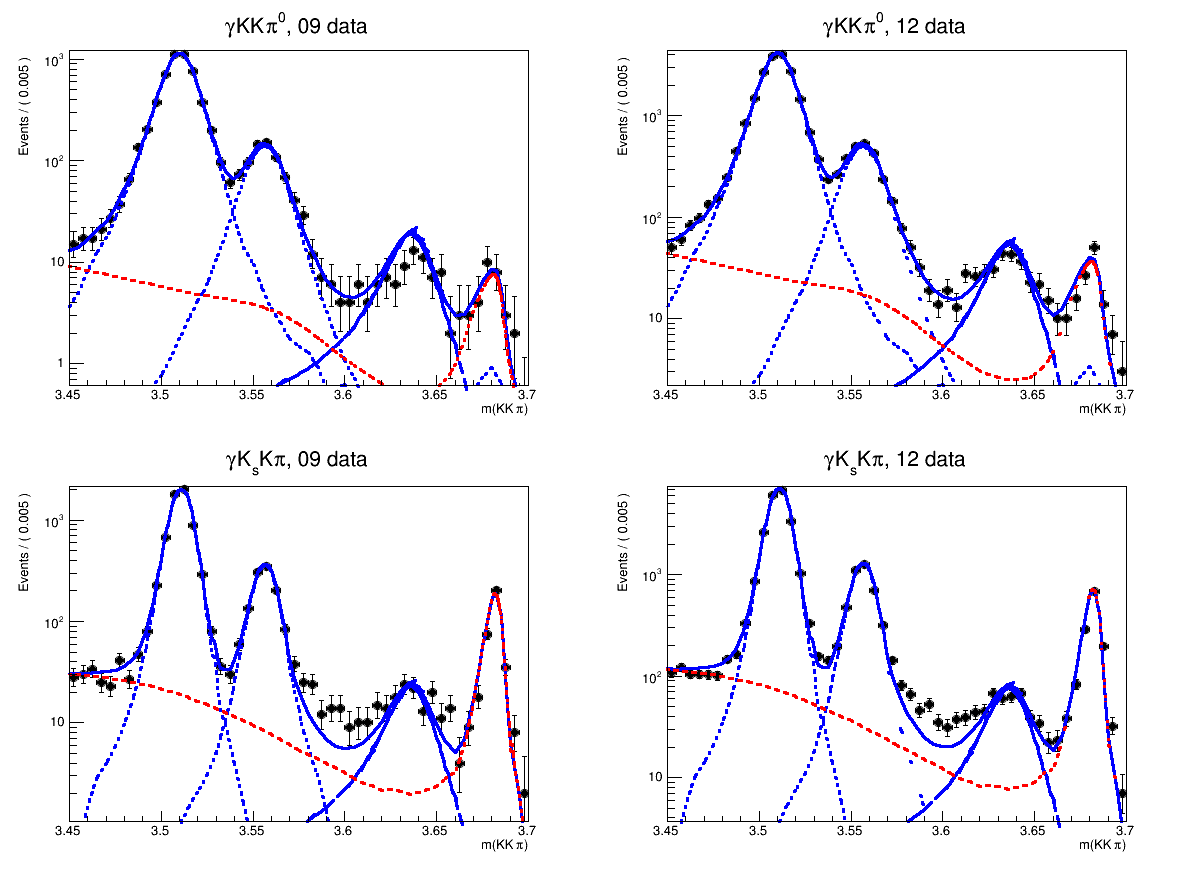 γKKπ⁰, 09 data
Events / ( 0.005 )
10³
10²
10
1
3.45 3.5 3.55 3.6 3.65 3.7
m(KK π)
γKKπ⁰, 12 data
Events / ( 0.005 )
10³
10²
10
3.45 3.5 3.55 3.6 3.65 3.7
m(KK π)
γKₛKπ, 09 data
Events / ( 0.005 )
10³
10²
10
3.45 3.5 3.55 3.6 3.65 3.7
m(KK π)
γKₛKπ, 12 data
Events / ( 0.005 )
10³
10²
10
3.45 3.5 3.55 3.6 3.65 3.7
m(KK π)